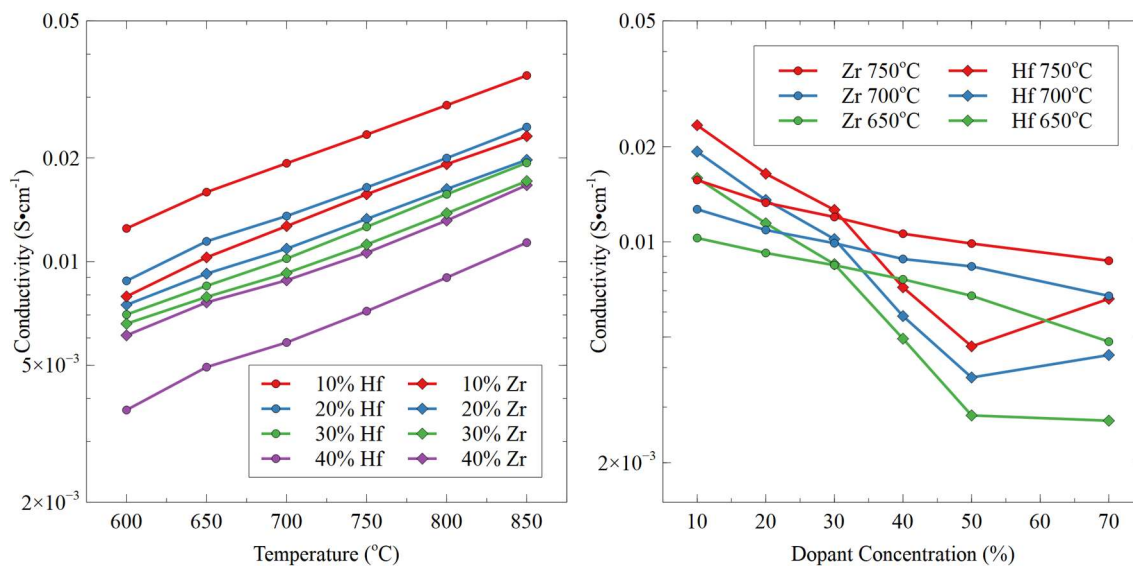 0.05
0.02
0.01
5×10⁻³
2×10⁻³
Conductivity (S•cm⁻¹)
10% Hf 10% Zr
20% Hf 20% Zr
30% Hf 30% Zr
40% Hf 40% Zr
600 650 700 750 800 850
Temperature (°C)
0.05
0.02
0.01
2×10⁻³
Conductivity (S•cm⁻¹)
Zr 750°C Hf 750°C
Zr 700°C Hf 700°C
Zr 650°C Hf 650°C
10 20 30 40 50 70
Dopant Concentration (%)